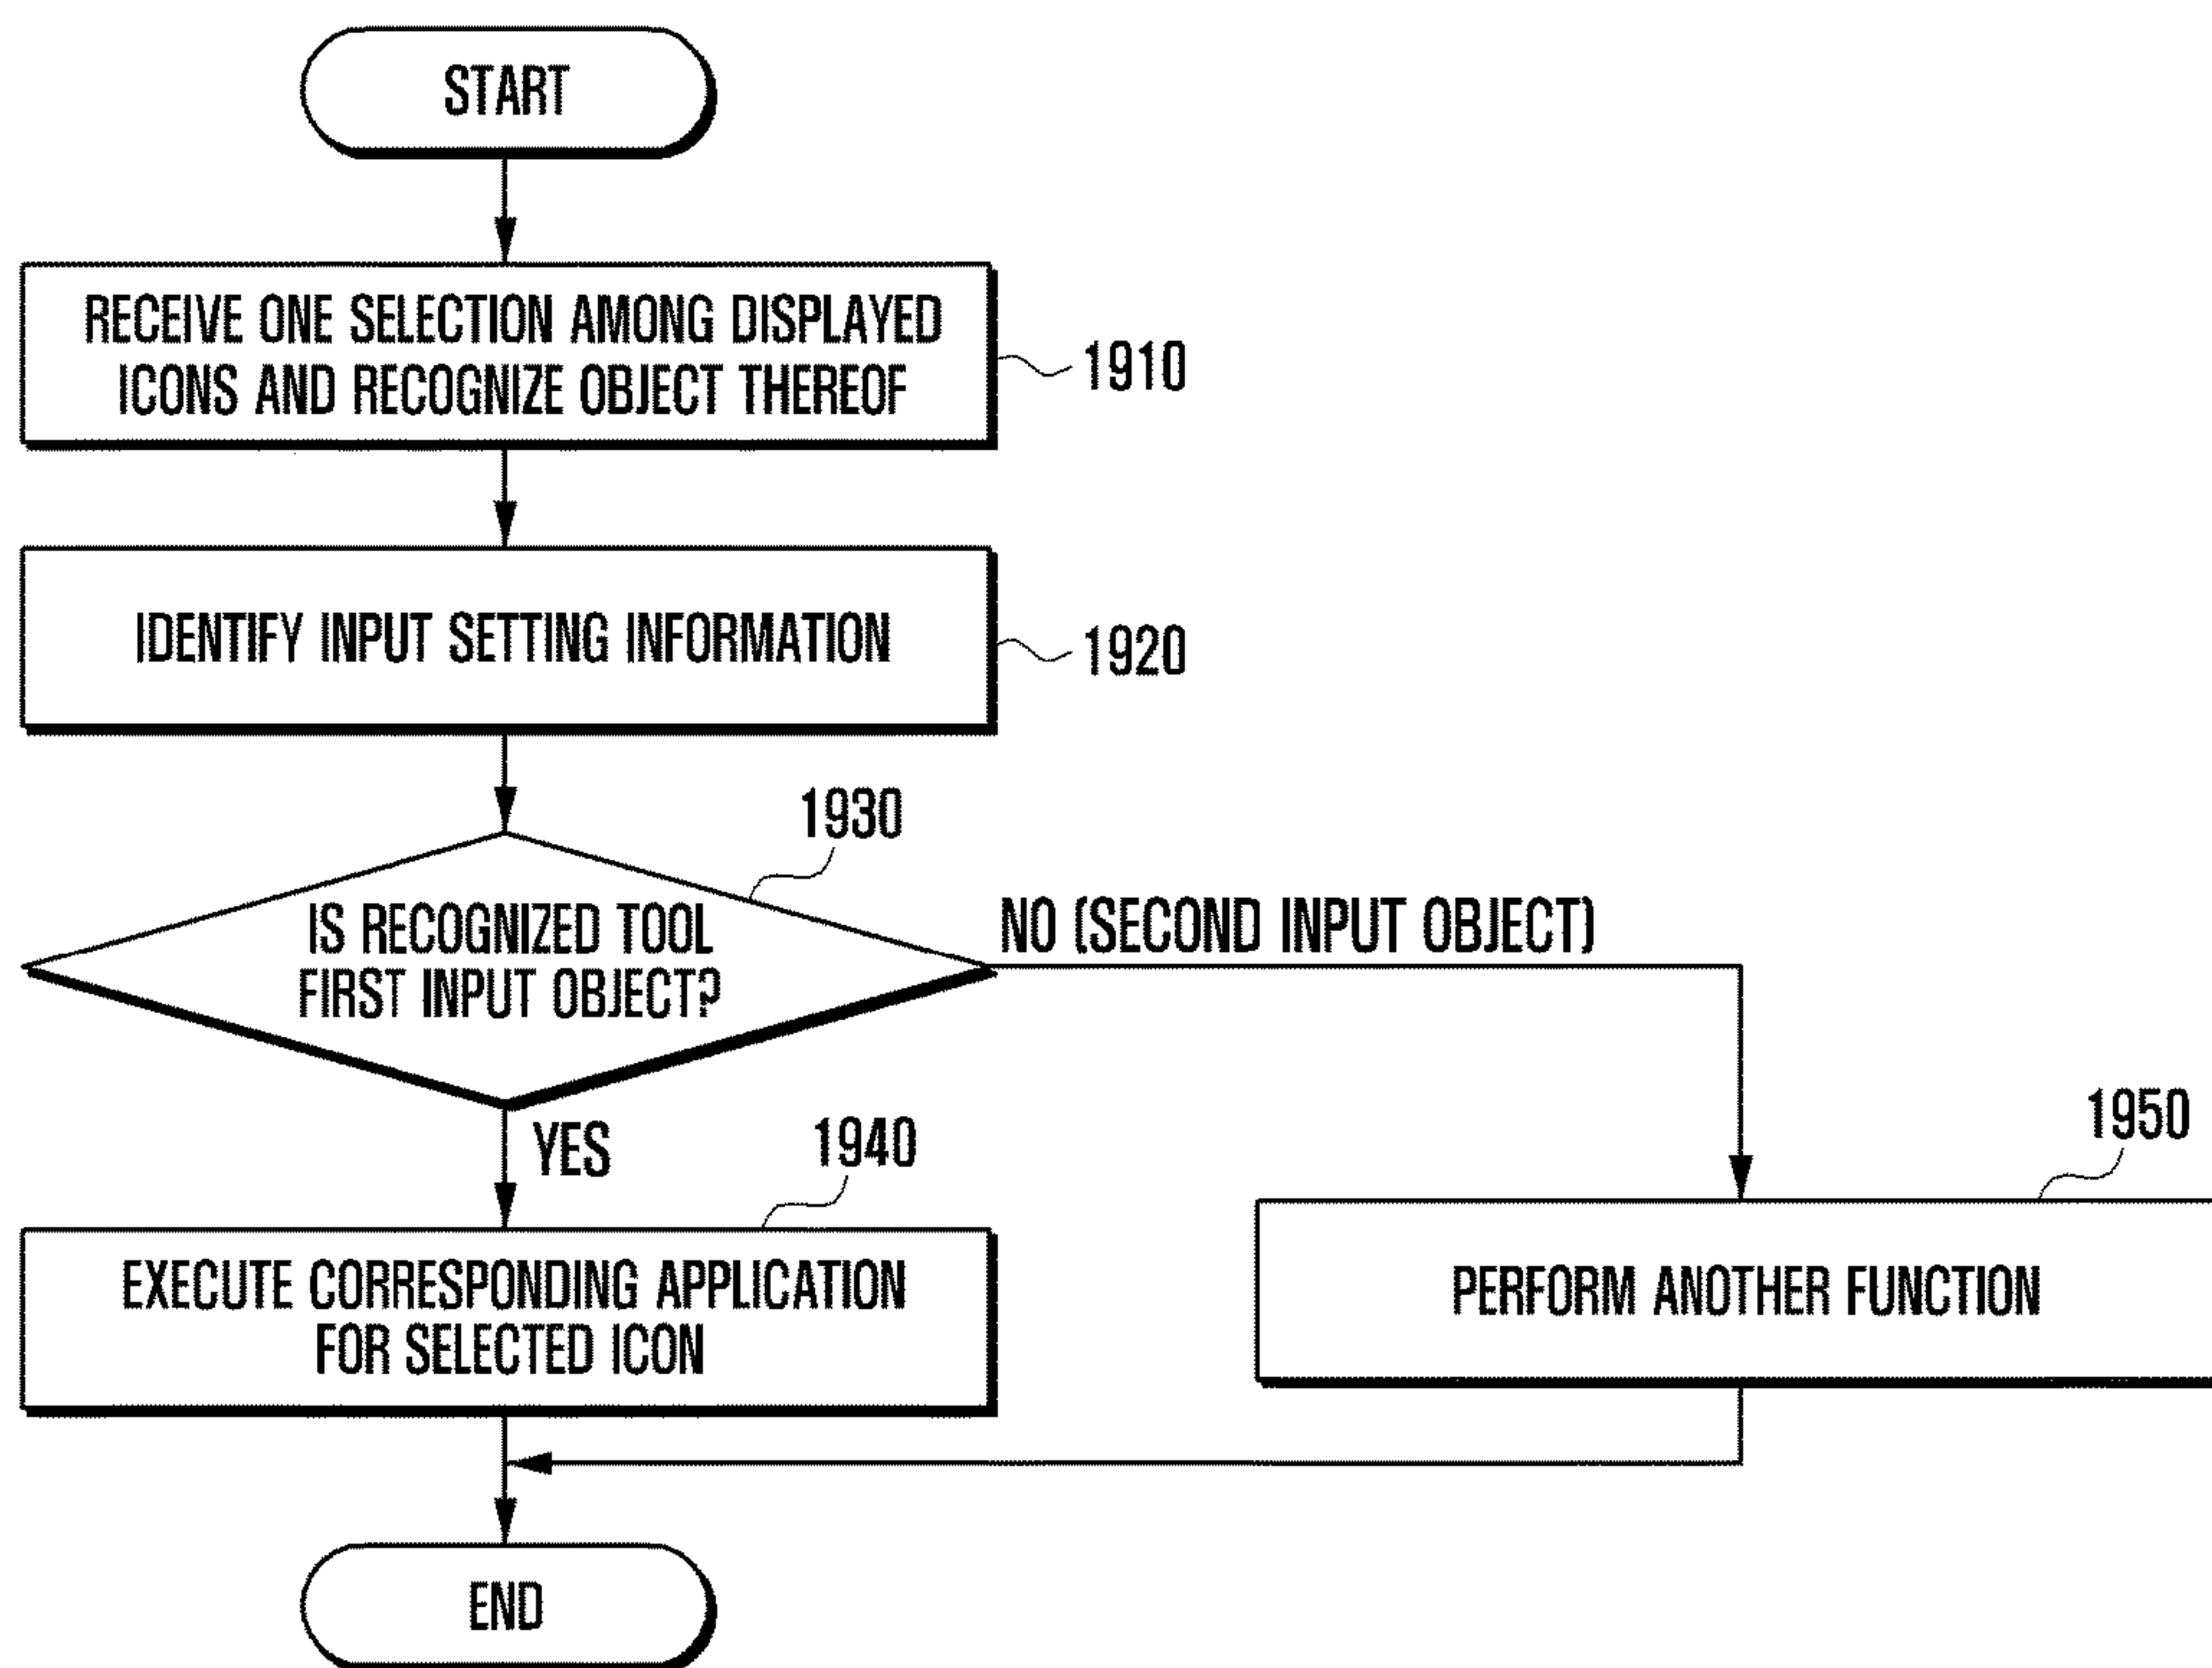 START
RECEIVE ONE SELECTION AMONG DISPLAYED
ICONS AND RECOGNIZE OBJECT THEREOF
1910
IDENTIFY INPUT SETTING INFORMATION
1920
1930
IS RECOGNIZED TOOL
FIRST INPUT OBJECT?
NO (SECOND INPUT OBJECT)
YES
1940
EXECUTE CORRESPONDING APPLICATION
FOR SELECTED ICON
1950
PERFORM ANOTHER FUNCTION
END